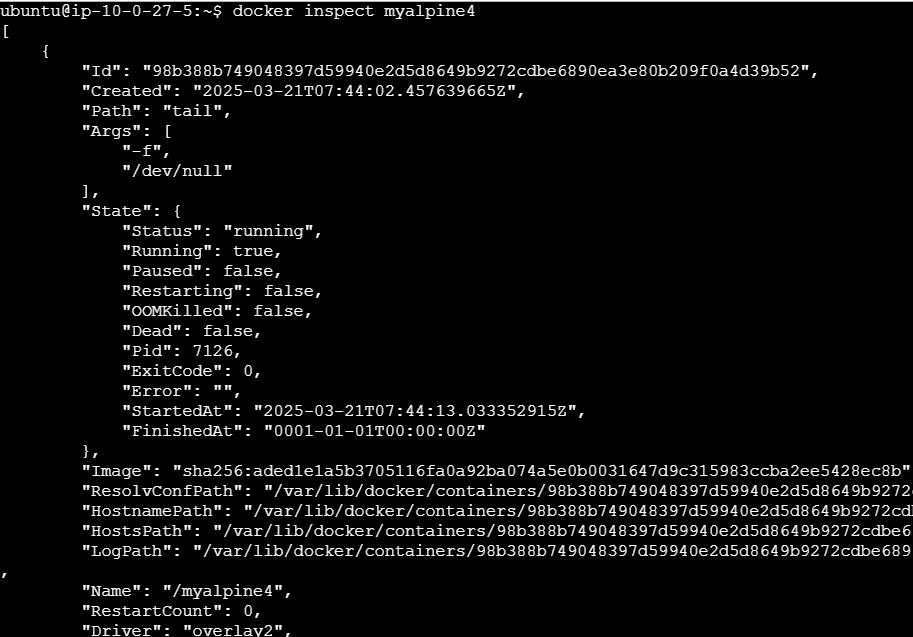 ubuntu@ip-10-0-27-5:~$ docker inspect myalpine4
[
    {
        "Id": "98b388b749048397d59940e2d5d8649b9272cdbe6890ea3e80b209f0a4d39b52",
        "Created": "2025-03-21T07:44:02.457639665Z",
        "Path": "tail",
        "Args": [
            "-f",
            "/dev/null"
        ],
        "State": {
            "Status": "running",
            "Running": true,
            "Paused": false,
            "Restarting": false,
            "OOMKilled": false,
            "Dead": false,
            "Pid": 7126,
            "ExitCode": 0,
            "Error": "",
            "StartedAt": "2025-03-21T07:44:13.033352915Z",
            "FinishedAt": "0001-01-01T00:00:00Z"
        },
        "Image": "sha256:aded1e1a5b3705116fa0a92ba074a5e0b0031647d9c315983ccba2ee5428ec8b"
        "ResolvConfPath": "/var/lib/docker/containers/98b388b749048397d59940e2d5d8649b9272c
        "HostnamePath": "/var/lib/docker/containers/98b388b749048397d59940e2d5d8649b9272cdb
        "HostsPath": "/var/lib/docker/containers/98b388b749048397d59940e2d5d8649b9272cdbe6
        "LogPath": "/var/lib/docker/containers/98b388b749048397d59940e2d5d8649b9272cdbe689
,
        "Name": "/myalpine4",
        "RestartCount": 0,
        "Driver": "overlay2",